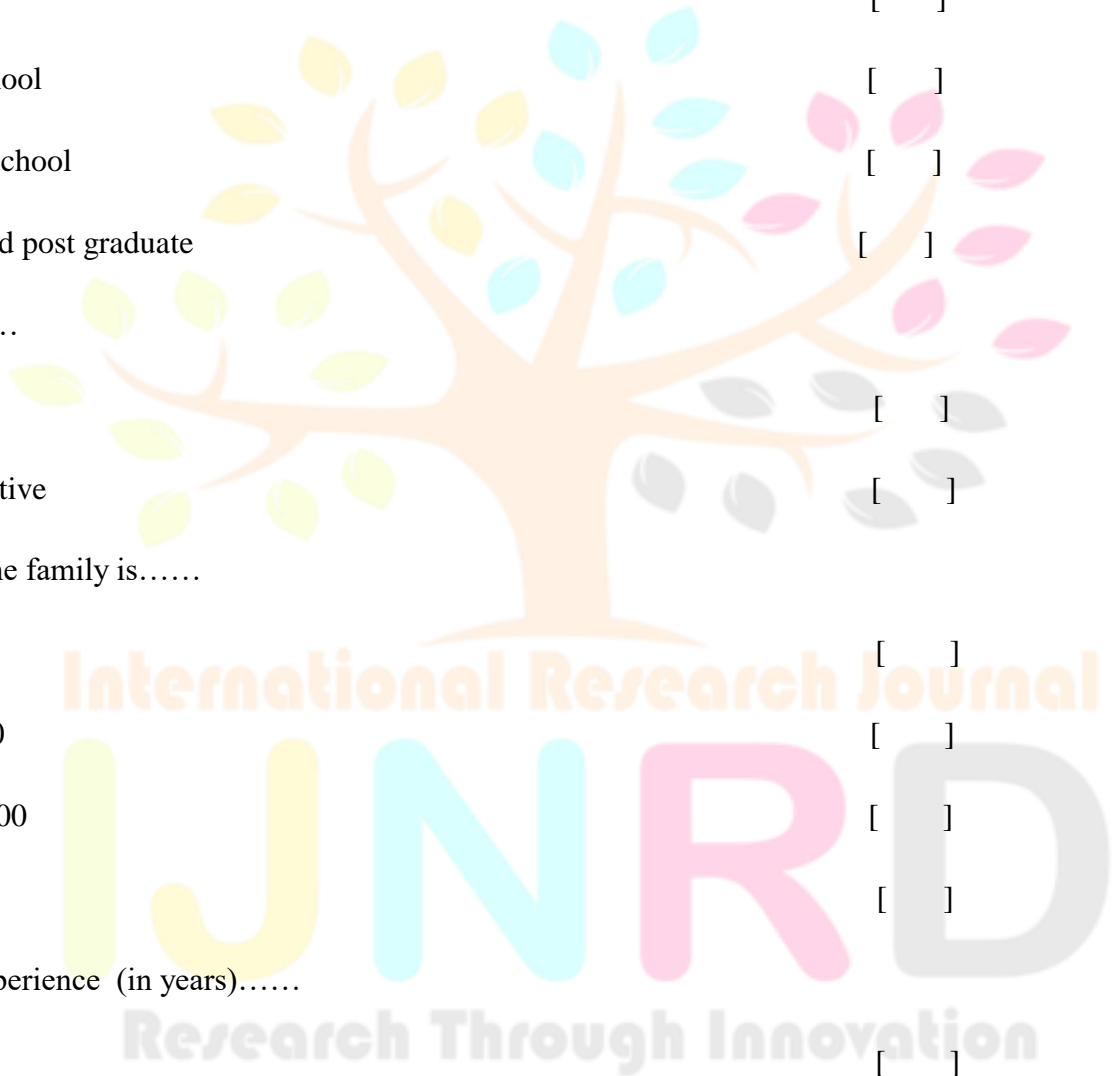 [ ]
ool [ ]
chool [ ]
d post graduate [ ]
..
[ ]
tive [ ]
e family is……
[ ]
International Research Journal
0 [ ]
00 [ ]
IJNRD
[ ]
perience (in years)……
Research Through Innovation
[ ]